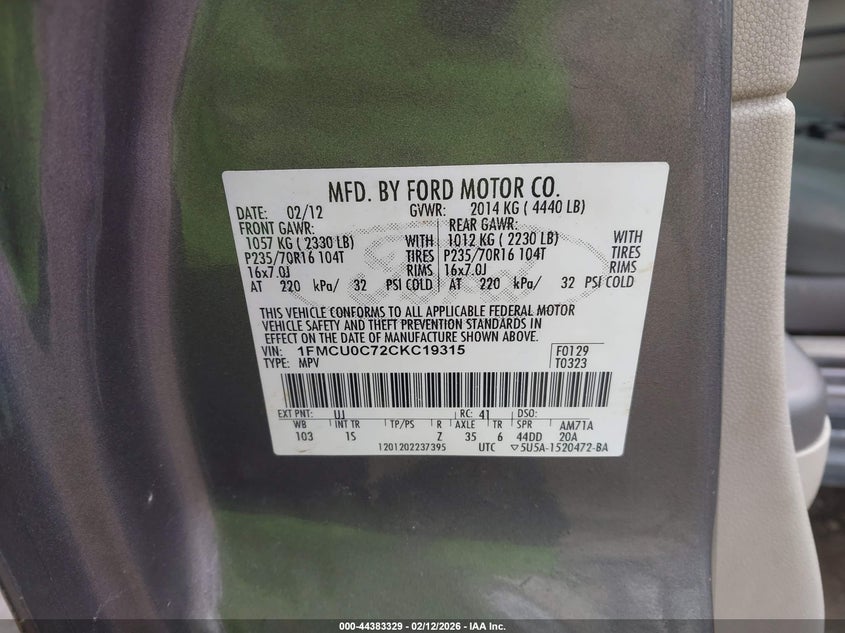 MFD. BY FORD MOTOR CO.
DATE: 02/12 GVWR: 2014 KG ( 4440 LB)
FRONT GAWR: REAR GAWR:
1057 KG ( 2330 LB) WITH 1012 KG ( 2230 LB) WITH
P235/70R16 104T TIRES P235/70R16 104T TIRES
16x7.0J RIMS 16x7.0J RIMS
AT 220 kPa/ 32 PSI COLD AT 220 kPa/ 32 PSI COLD
THIS VEHICLE CONFORMS TO ALL APPLICABLE FEDERAL MOTOR
VEHICLE SAFETY AND THEFT PREVENTION STANDARDS IN
EFFECT ON THE DATE OF MANUFACTURE SHOWN ABOVE.
VIN: 1FMCU0C72CKC19315 F0129
TYPE: MPV T0323
EXT PNT: UJ RC: 41 DSO:
WB INT TR TP/PS R AXLE TR SPR AM71A
103 1S Z 35 6 44DD 20A
1201202237395 UTC ▽5U5A-1520472-BA
000-44383329 - 02/12/2026 - IAA Inc.